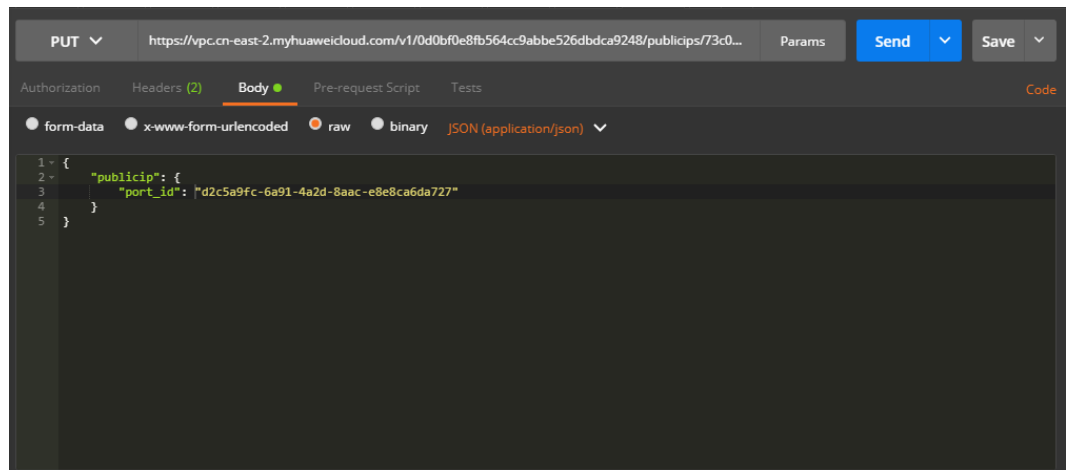 PUT https://vpc.cn-east-2.myhuaweicloud.com/v1/0d0bf0e8fb564cc9abbe526dbdca9248/publicips/73c0... Params Send Save
Authorization Headers (2) Body Pre-request Script Tests Code
form-data x-www-form-urlencoded raw binary JSON (application/json)
1 {
2 "publicip": {
3 "port_id": "d2c5a9fc-6a91-4a2d-8aac-e8e8ca6da727"
4 }
5 }